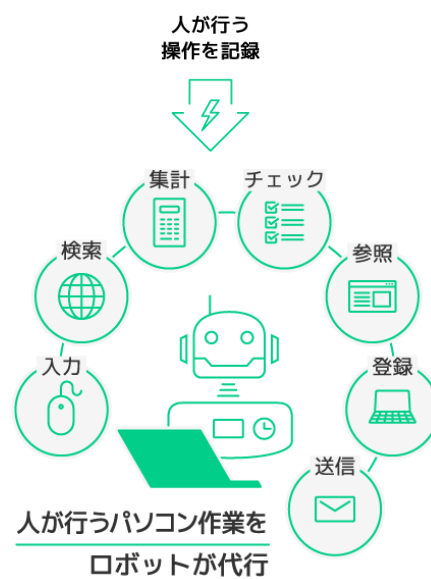 人が行う
操作を記録
集計
チェック
検索
参照
入力
登録
送信
人が行うパソコン作業を
ロボットが代行